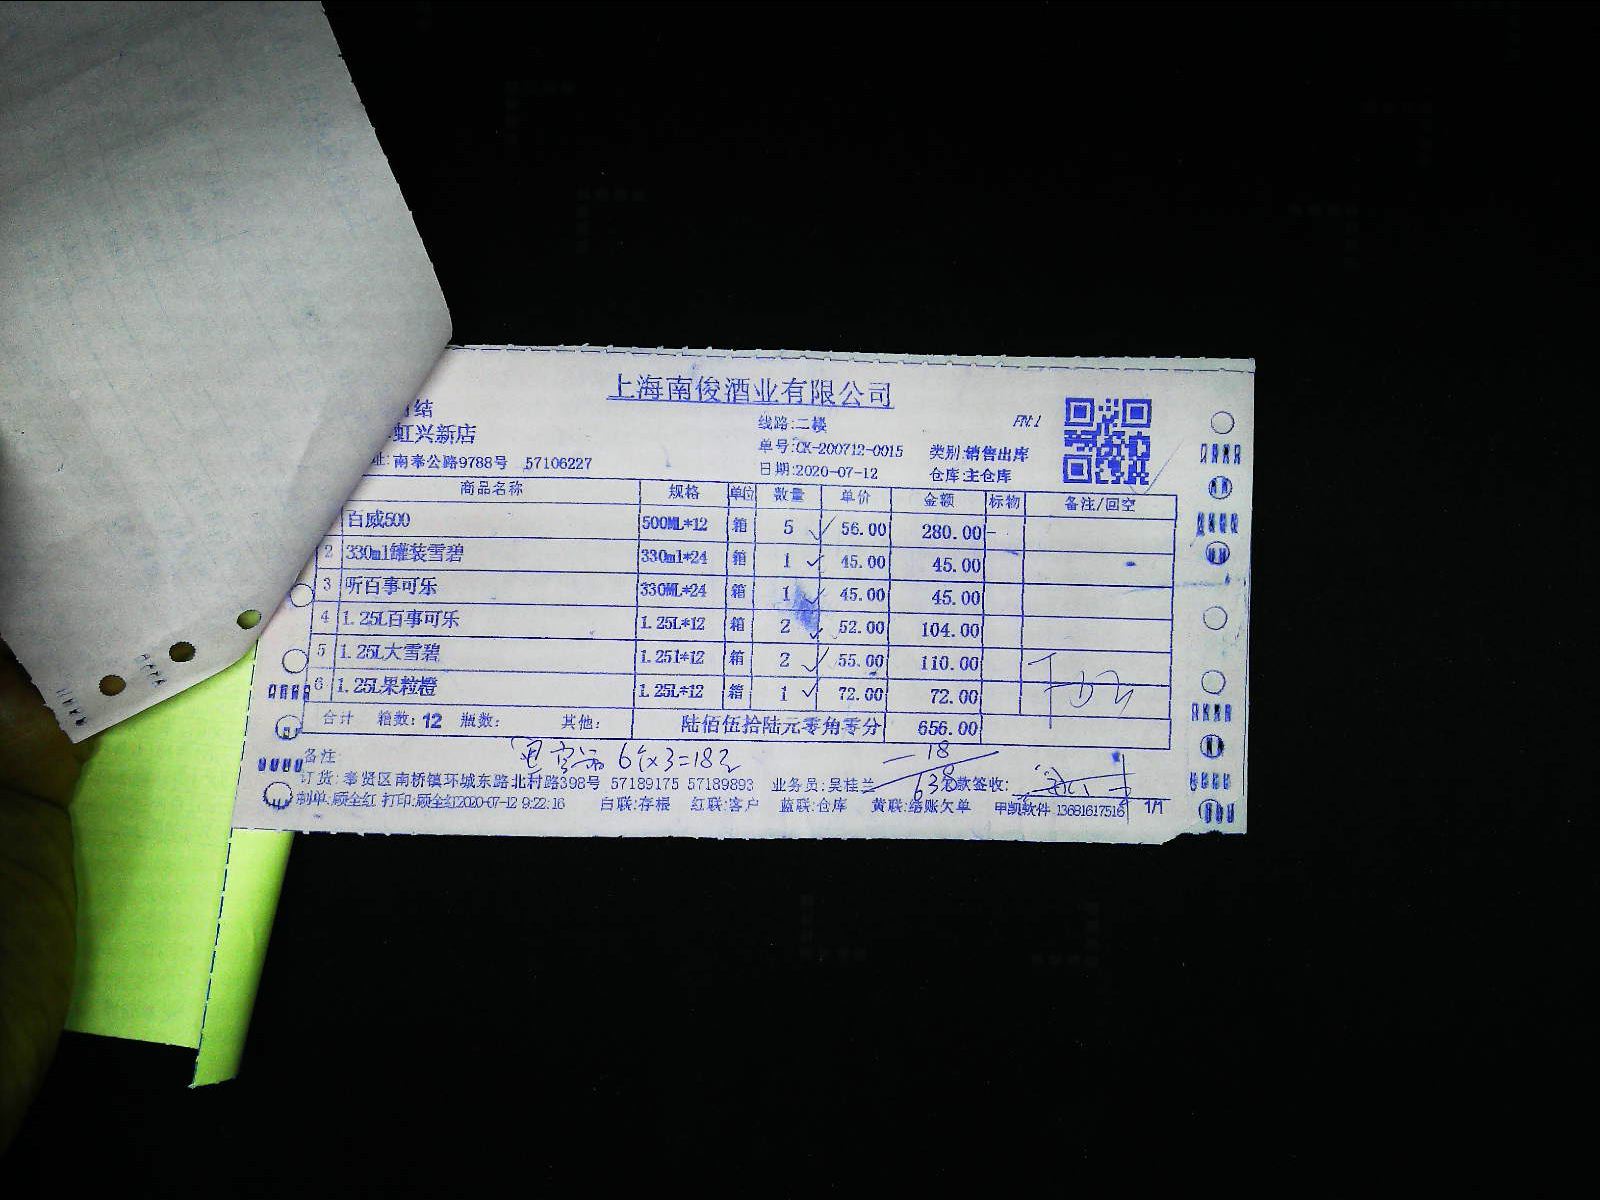 上海南俊酒业有限公司
结
虹兴新店
址:南奉公路9788号 57106227
线路:二楼
PN:1
单号:CK-200712-0015 类别:销售出库
日期:2020-07-12 仓库:主仓库
商品名称 规格 单位 数量 单价 金额 标物 备注/回空
百威500 500ML*12 箱 5 56.00 280.00
2 330ml罐装雪碧 330ml*24 箱 1 45.00 45.00
3 听百事可乐 330ML*24 箱 1 45.00 45.00
4 1.25L百事可乐 1.25L*12 箱 2 52.00 104.00
5 1.25L大雪碧 1.25l*12 箱 2 55.00 110.00
6 1.25L果粒橙 1.25L*12 箱 1 72.00 72.00
合计 箱数:12 瓶数: 其他: 陆佰伍拾陆元零角零分 656.00
备注: 6个×3=18 -18
638
订货:奉贤区南桥镇环城东路北村路398号 57189175 57189893 业务员:吴桂兰 款签收:
制单:顾全红 打印:顾全红2020-07-12 9:22:16 白联:存根 红联:客户 蓝联:仓库 黄联:结账欠单 甲凯软件 13681617516 1/1